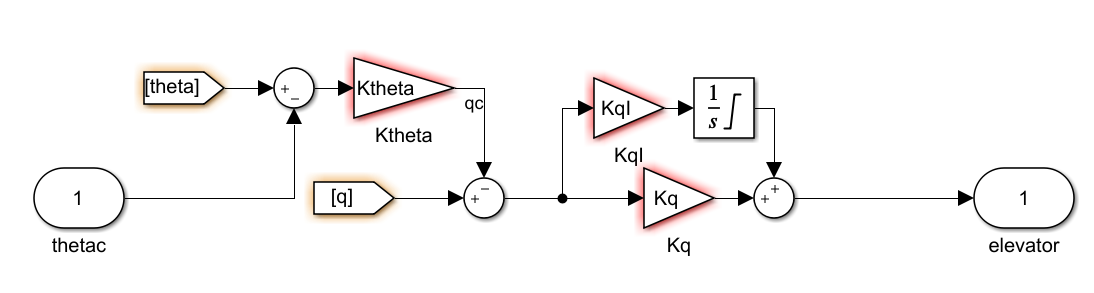 [theta]
+
−
Ktheta
Ktheta
qc
1
thetac
[q]
−
+
KqI
KqI
1
s
Kq
Kq
+
+
1
elevator